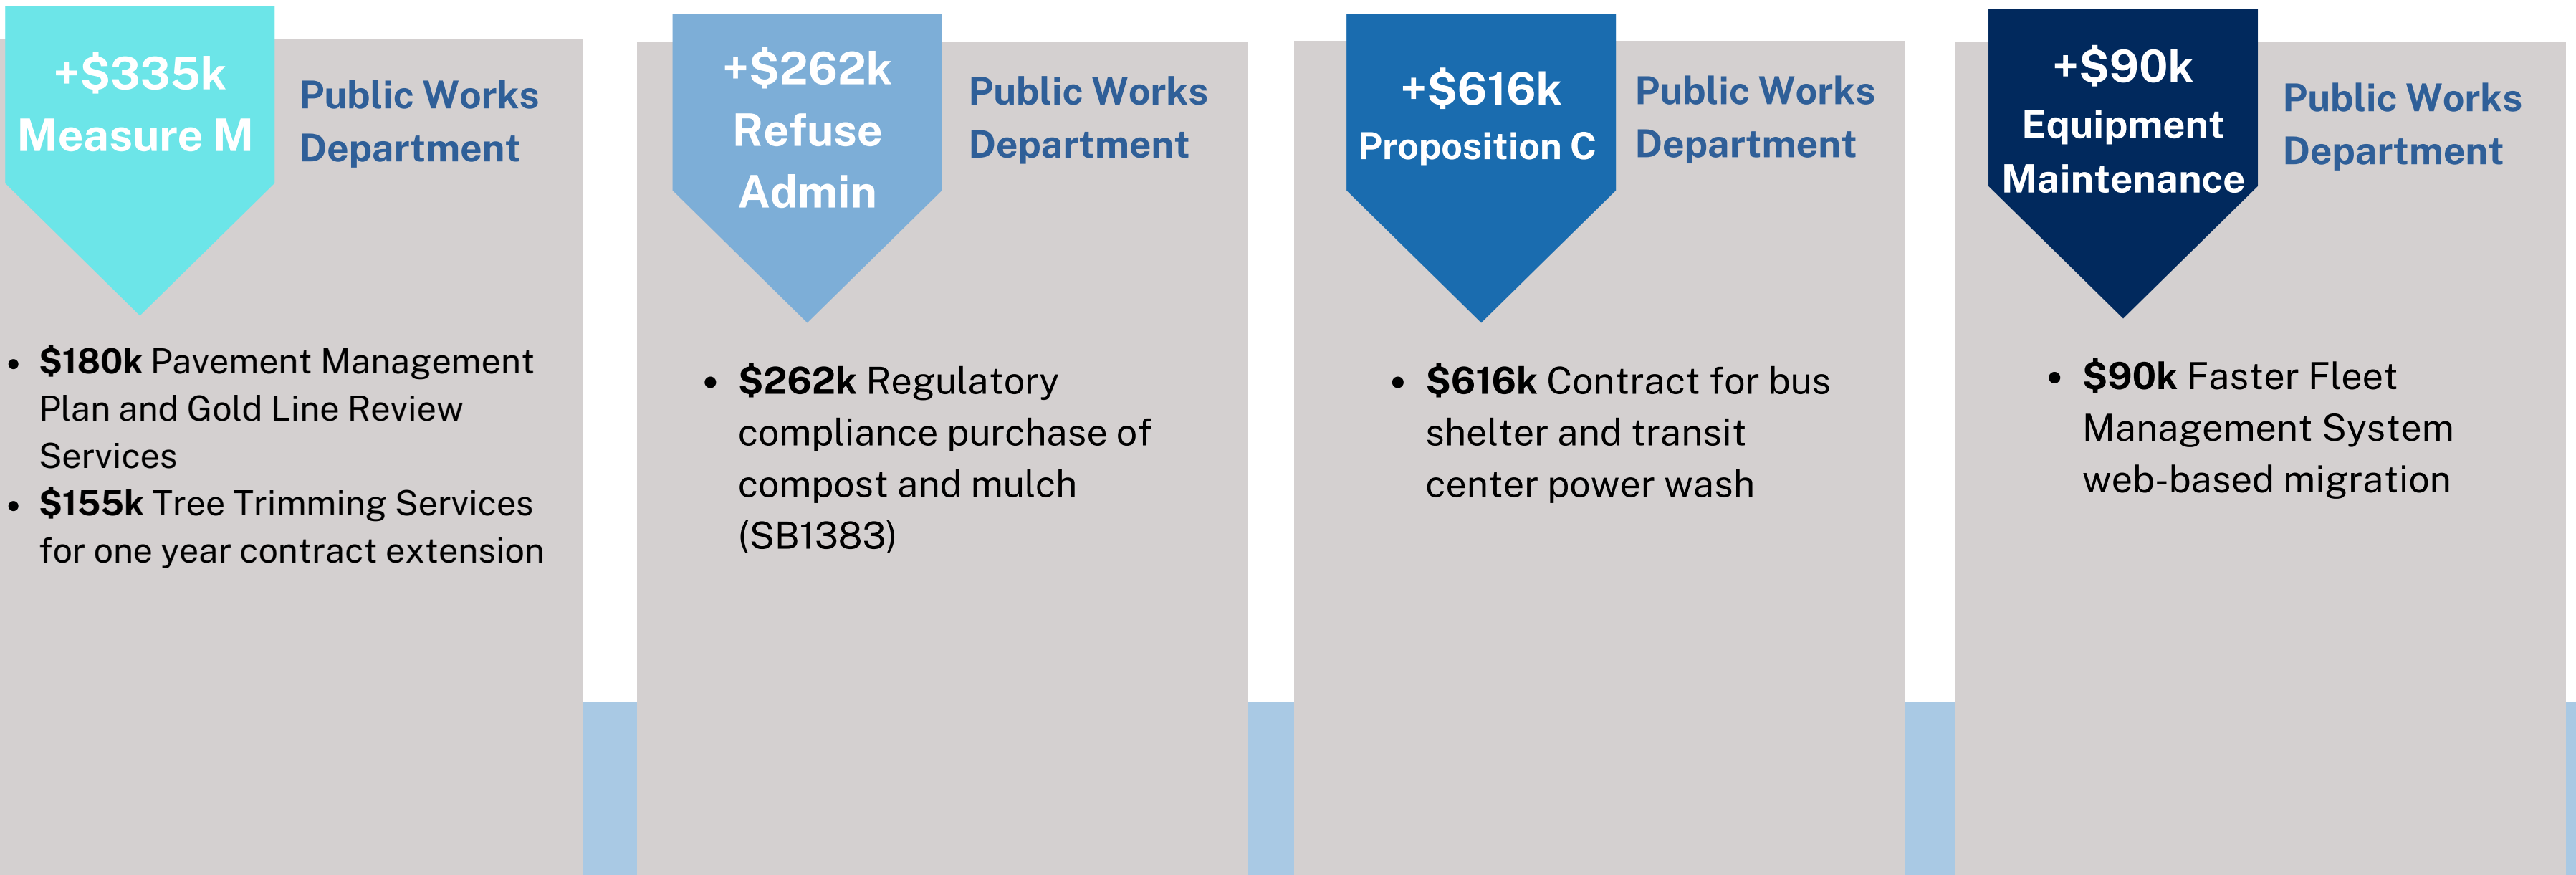 +$335k
Measure M
Public Works
Department
• $180k Pavement Management
Plan and Gold Line Review
Services
• $155k Tree Trimming Services
for one year contract extension
+$262k
Refuse
Admin
Public Works
Department
• $262k Regulatory
compliance purchase of
compost and mulch
(SB1383)
+$616k
Proposition C
Public Works
Department
• $616k Contract for bus
shelter and transit
center power wash
+$90k
Equipment
Maintenance
Public Works
Department
• $90k Faster Fleet
Management System
web-based migration